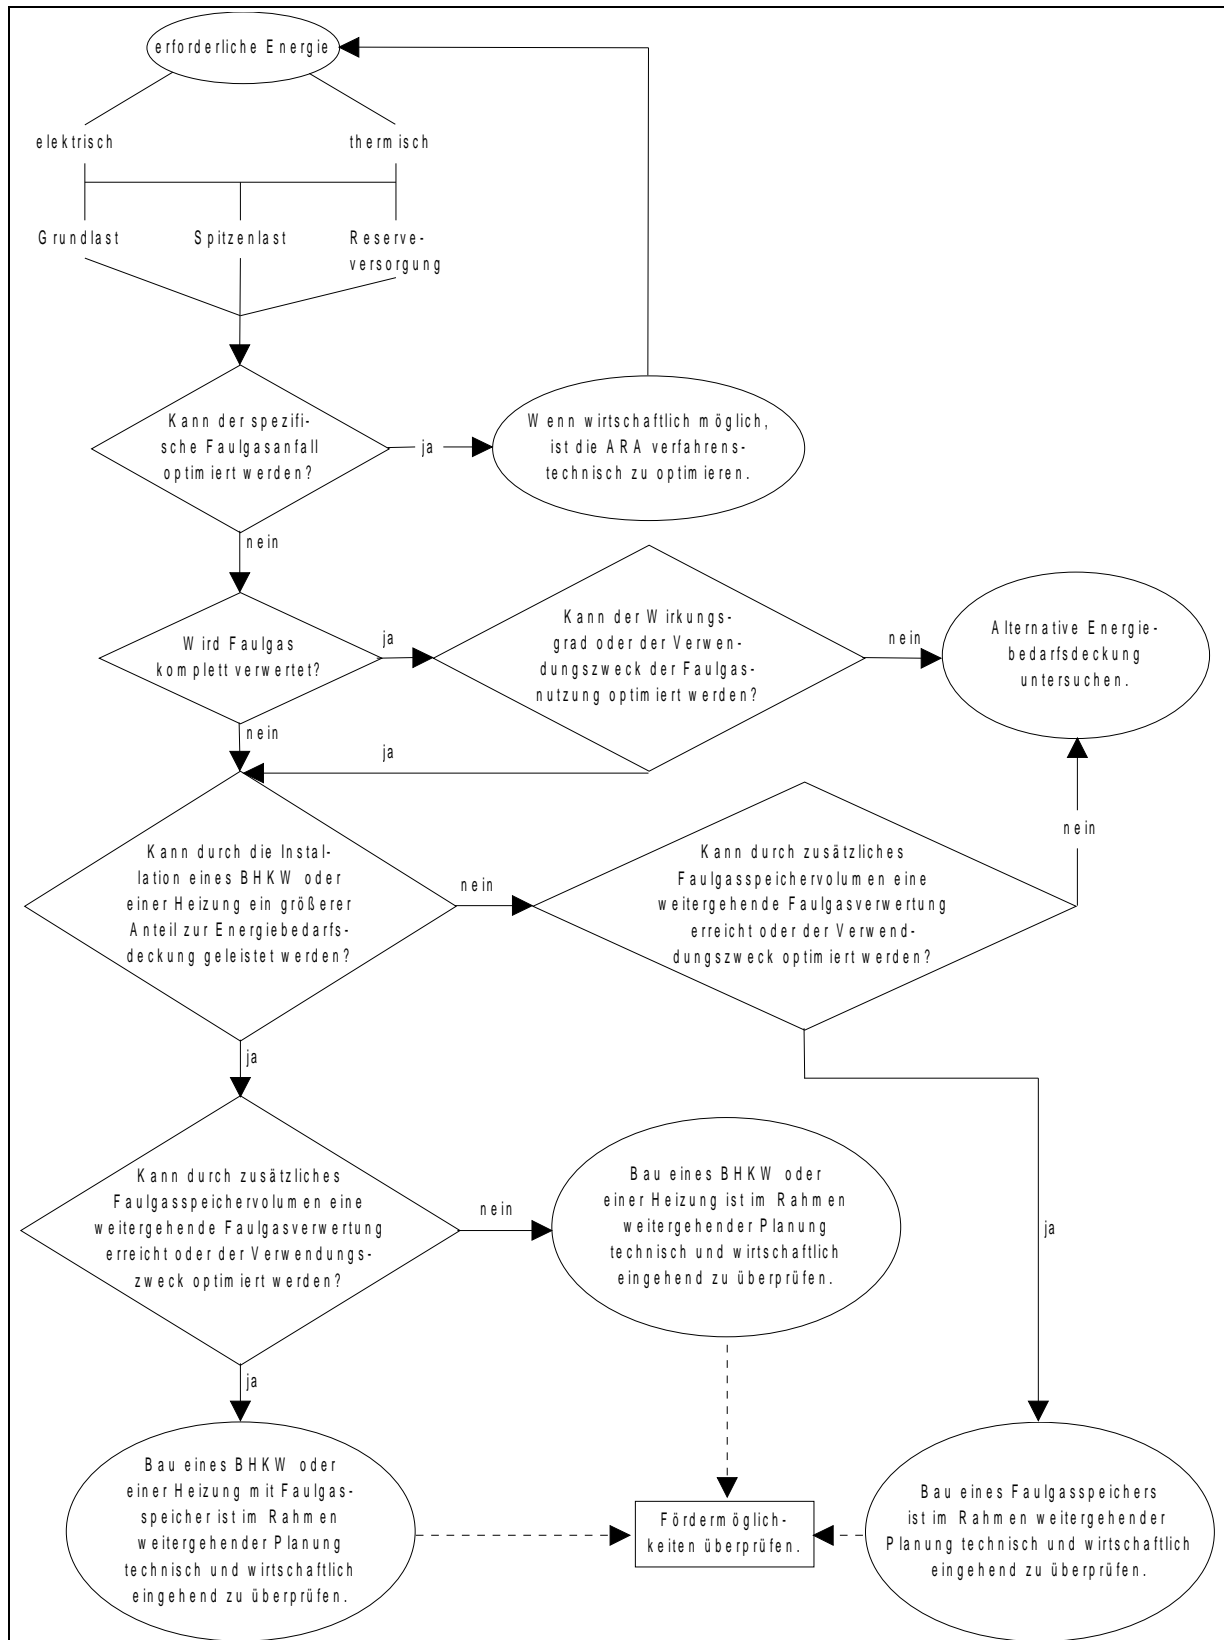 erforderliche Energie
elektrisch
thermisch
Grundlast
Spitzenlast
Reserve-
versorgung
Kann der spezifi-
sche Faulgasanfall
optimiert werden?
ja
Wenn wirtschaftlich möglich,
ist die ARA verfahrens-
technisch zu optimieren.
nein
Wird Faulgas
komplett verwertet?
ja
Kann der Wirkungs-
grad oder der Verwen-
dungszweck der Faulgas-
nutzung optimiert werden?
nein
Alternative Energie-
bedarfsdeckung
untersuchen.
nein
ja
Kann durch die Instal-
lation eines BHKW oder
einer Heizung ein größerer
Anteil zur Energiebedarfs-
deckung geleistet werden?
nein
Kann durch zusätzliches
Faulgasspeichervolumen eine
weitergehende Faulgasverwertung
erreicht oder der Verwend-
dungszweck optimiert werden?
nein
ja
Kann durch zusätzliches
Faulgasspeichervolumen eine
weitergehende Faulgasverwertung
erreicht oder der Verwendungs-
zweck optimiert werden?
nein
Bau eines BHKW oder
einer Heizung ist im Rahmen
weitergehender Planung
technisch und wirtschaftlich
eingehend zu überprüfen.
ja
ja
Bau eines BHKW oder
einer Heizung mit Faulgas-
speicher ist im Rahmen
weitergehender Planung
technisch und wirtschaftlich
eingehend zu überprüfen.
Fördermöglich-
keiten überprüfen.
Bau eines Faulgasspeichers
ist im Rahmen weitergehender
Planung technisch und wirtschaftlich
eingehend zu überprüfen.